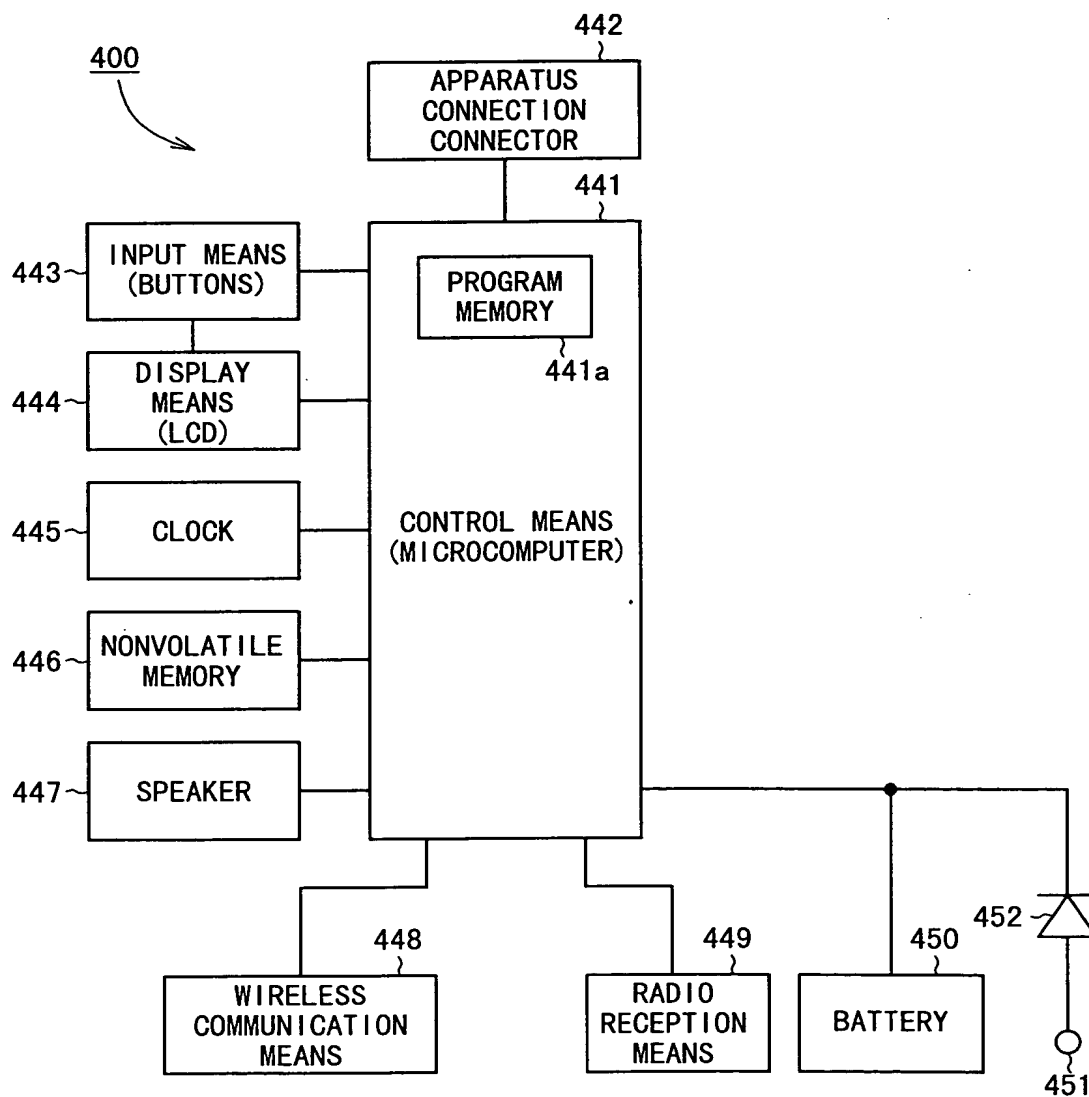 400
442
APPARATUS
CONNECTION
CONNECTOR
441
443
INPUT MEANS
(BUTTONS)
PROGRAM
MEMORY
441a
444
DISPLAY
MEANS
(LCD)
445
CLOCK
CONTROL MEANS
(MICROCOMPUTER)
446
NONVOLATILE
MEMORY
447
SPEAKER
448
WIRELESS
COMMUNICATION
MEANS
449
RADIO
RECEPTION
MEANS
450
BATTERY
452
451